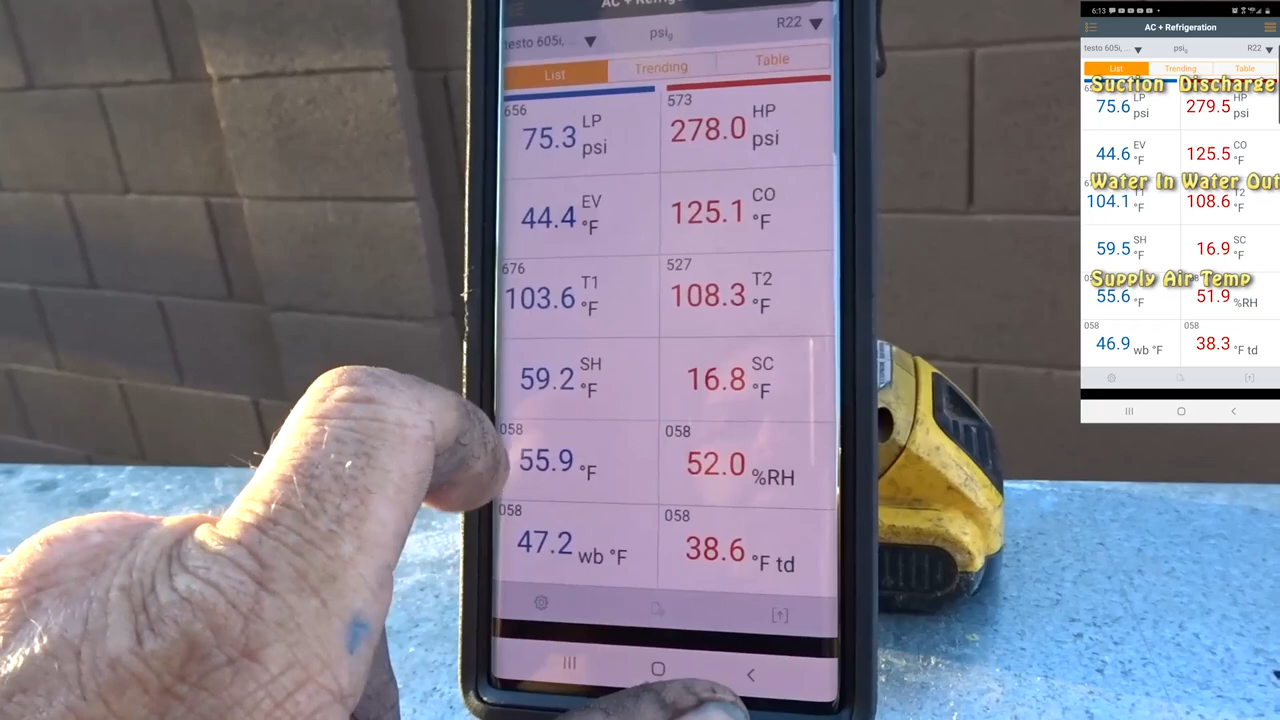 AC + Refrig
testo 605i, ... psig R22
List Trending Table
656 573
75.3 LP psi 278.0 HP psi
44.4 EV °F 125.1 CO °F
676 527
103.6 T1 °F 108.3 T2 °F
59.2 SH °F 16.8 SC °F
058 058
55.9 °F 52.0 %RH
058 058
47.2 wb °F 38.6 °F td
6:13
AC + Refrigeration
testo 605i, ... psig R22
List Trending Table
Suction Discharge
75.6 LP psi 279.5 HP psi
44.6 EV °F 125.5 CO °F
Water In Water Out
104.1 T1 °F 108.6 T2 °F
59.5 SH °F 16.9 SC °F
Supply Air Temp
55.6 °F 51.9 %RH
058 058
46.9 wb °F 38.3 °F td